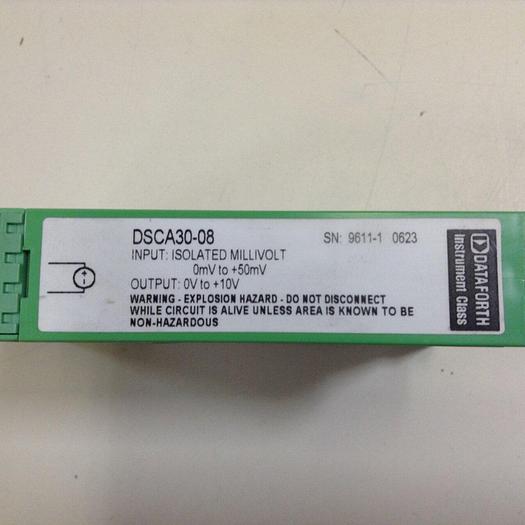 DSCA30-08
SN: 9611-1 0623
INPUT: ISOLATED MILLIVOLT
0mV to +50mV
OUTPUT: 0V to +10V
WARNING - EXPLOSION HAZARD - DO NOT DISCONNECT
WHILE CIRCUIT IS ALIVE UNLESS AREA IS KNOWN TO BE
NON-HAZARDOUS
DATAFORTH
Instrument Class